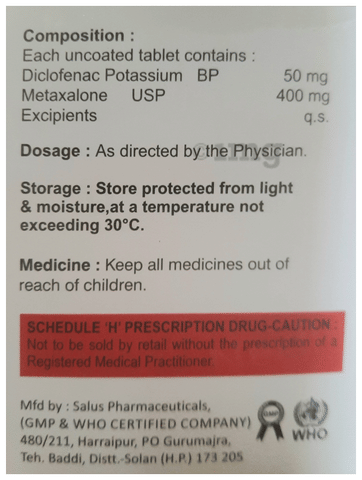 Composition :
Each uncoated tablet contains :
Diclofenac Potassium BP 50 mg
Metaxalone USP 400 mg
Excipients q.s.
Dosage : As directed by the Physician.
Storage : Store protected from light
& moisture,at a temperature not
exceeding 30°C.
Medicine : Keep all medicines out of
reach of children.
SCHEDULE 'H' PRESCRIPTION DRUG-CAUTION :
Not to be sold by retail without the prescription of a
Registered Medical Practitioner.
Mfd by : Salus Pharmaceuticals,
(GMP & WHO CERTIFIED COMPANY)
480/211, Harraipur, PO Gurumajra,
Teh. Baddi, Distt.-Solan (H.P.) 173 205
GMP
WHO